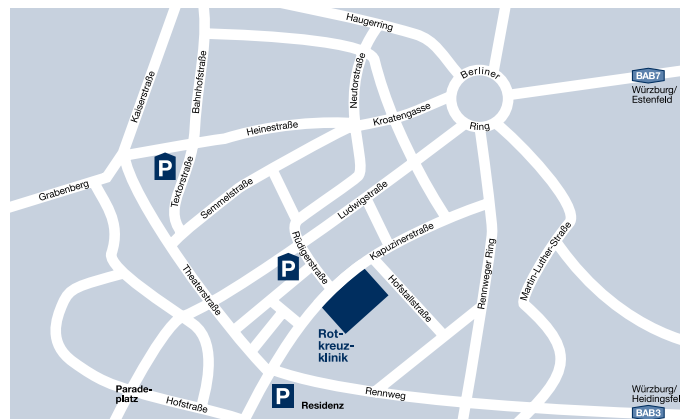 Haugerring
Kaiserstraße
Bahnhofstraße
Neutorstraße
Berliner
Ring
BAB7
Würzburg/
Estenfeld
Kroatengasse
Heinestraße
P
Textorstraße
Grabenberg
Semmelstraße
Ludwigstraße
Kapuzinerstraße
Rüdigerstraße
P
Theaterstraße
Hofstallstraße
Rennweger Ring
Martin-Luther-Straße
Rot-
kreuz-
klinik
Parade-
platz
Hofstraße
P
Residenz
Rennweg
Würzburg/
Heidingsfel
BAB3